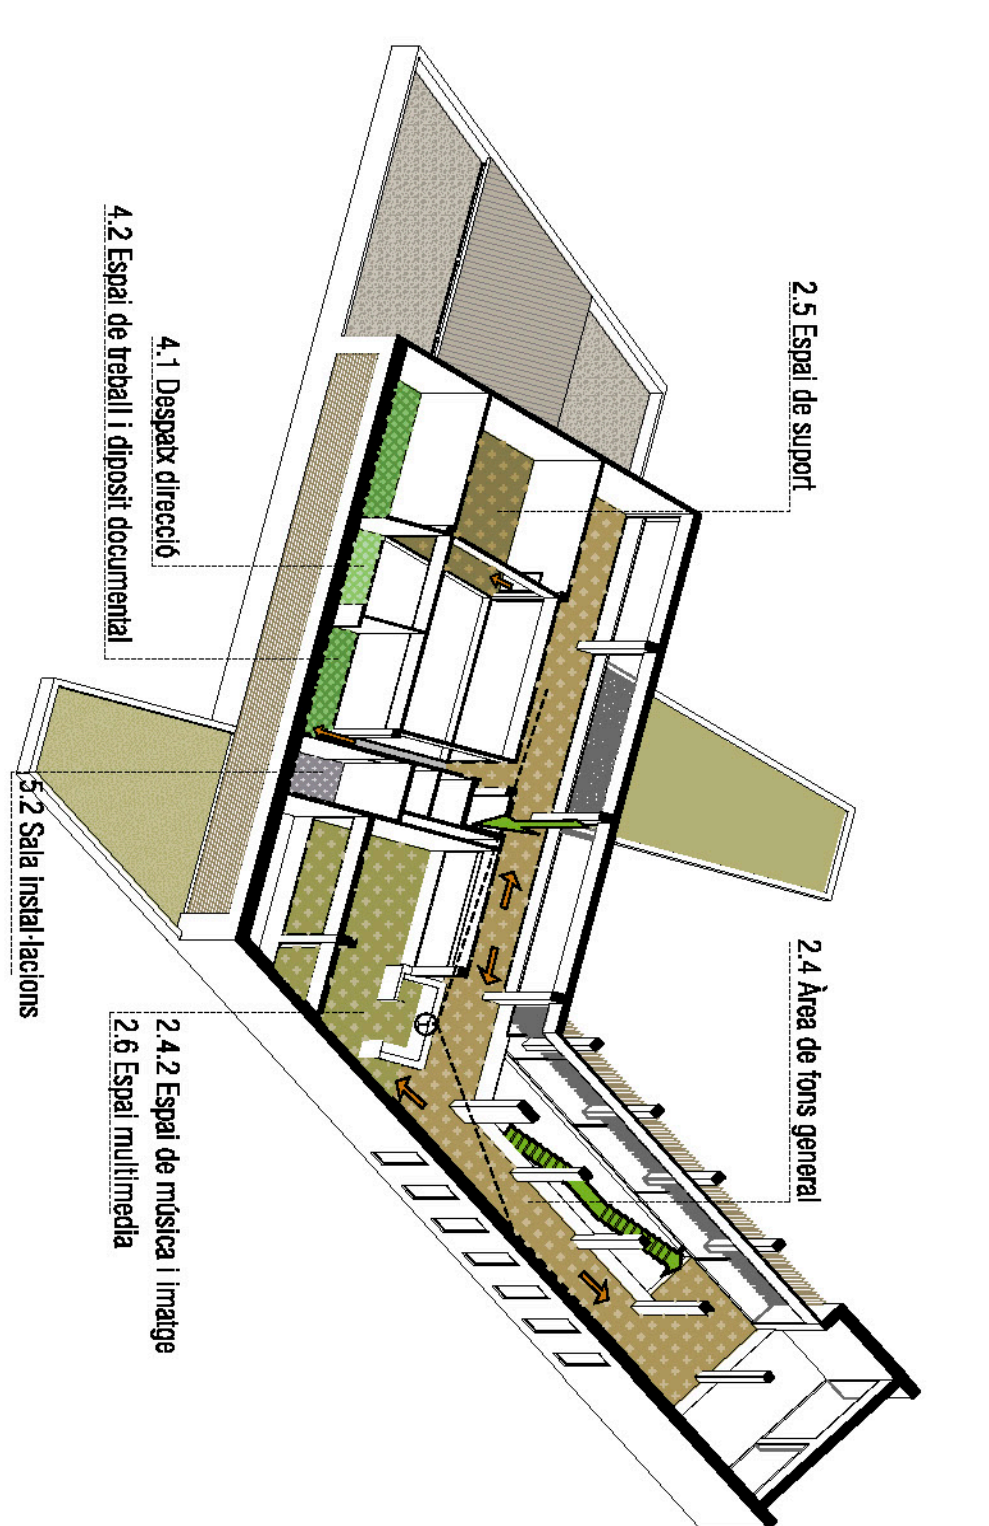 2.5 Espai de suport
2.4 Àrea de fons general
4.1 Despatx direcció
4.2 Espai de treball i diposit documental
2.4.2 Espai de música i imatge
2.6 Espai multimedia
5.2 Sala instal·lacions